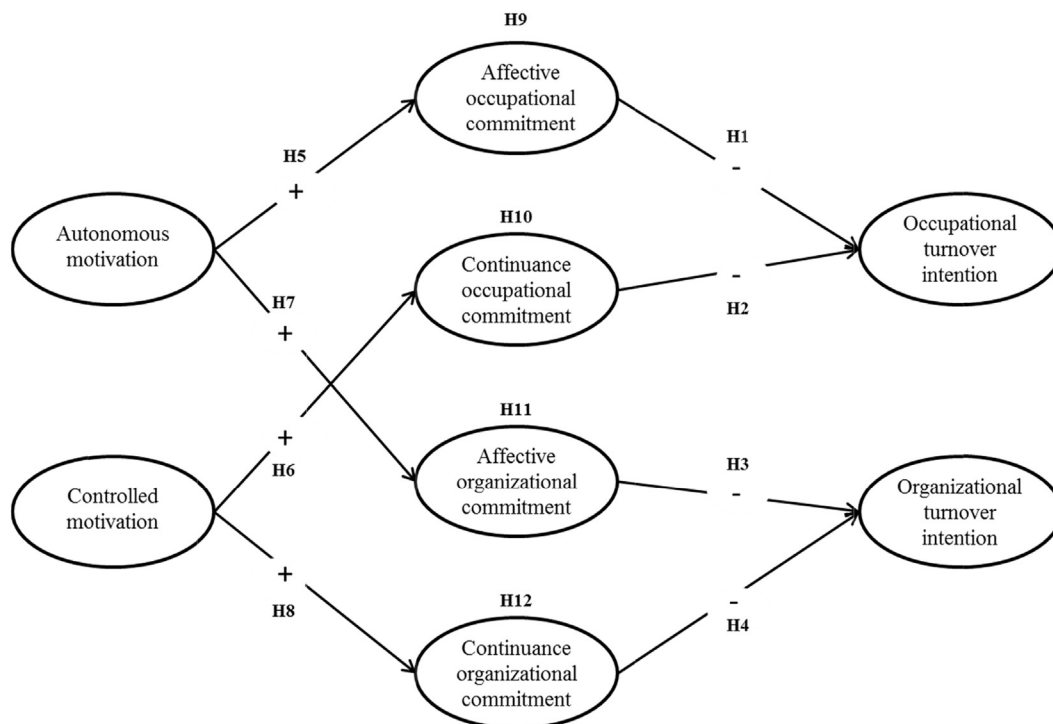 H9
Affective
occupational
commitment
H1
-
H5
+
Autonomous
motivation
H10
Continuance
occupational
commitment
Occupational
turnover
intention
-
H2
H7
+
H11
Affective
organizational
commitment
+
H6
H3
-
Controlled
motivation
Organizational
turnover
intention
+
H8
H12
Continuance
organizational
commitment
-
H4